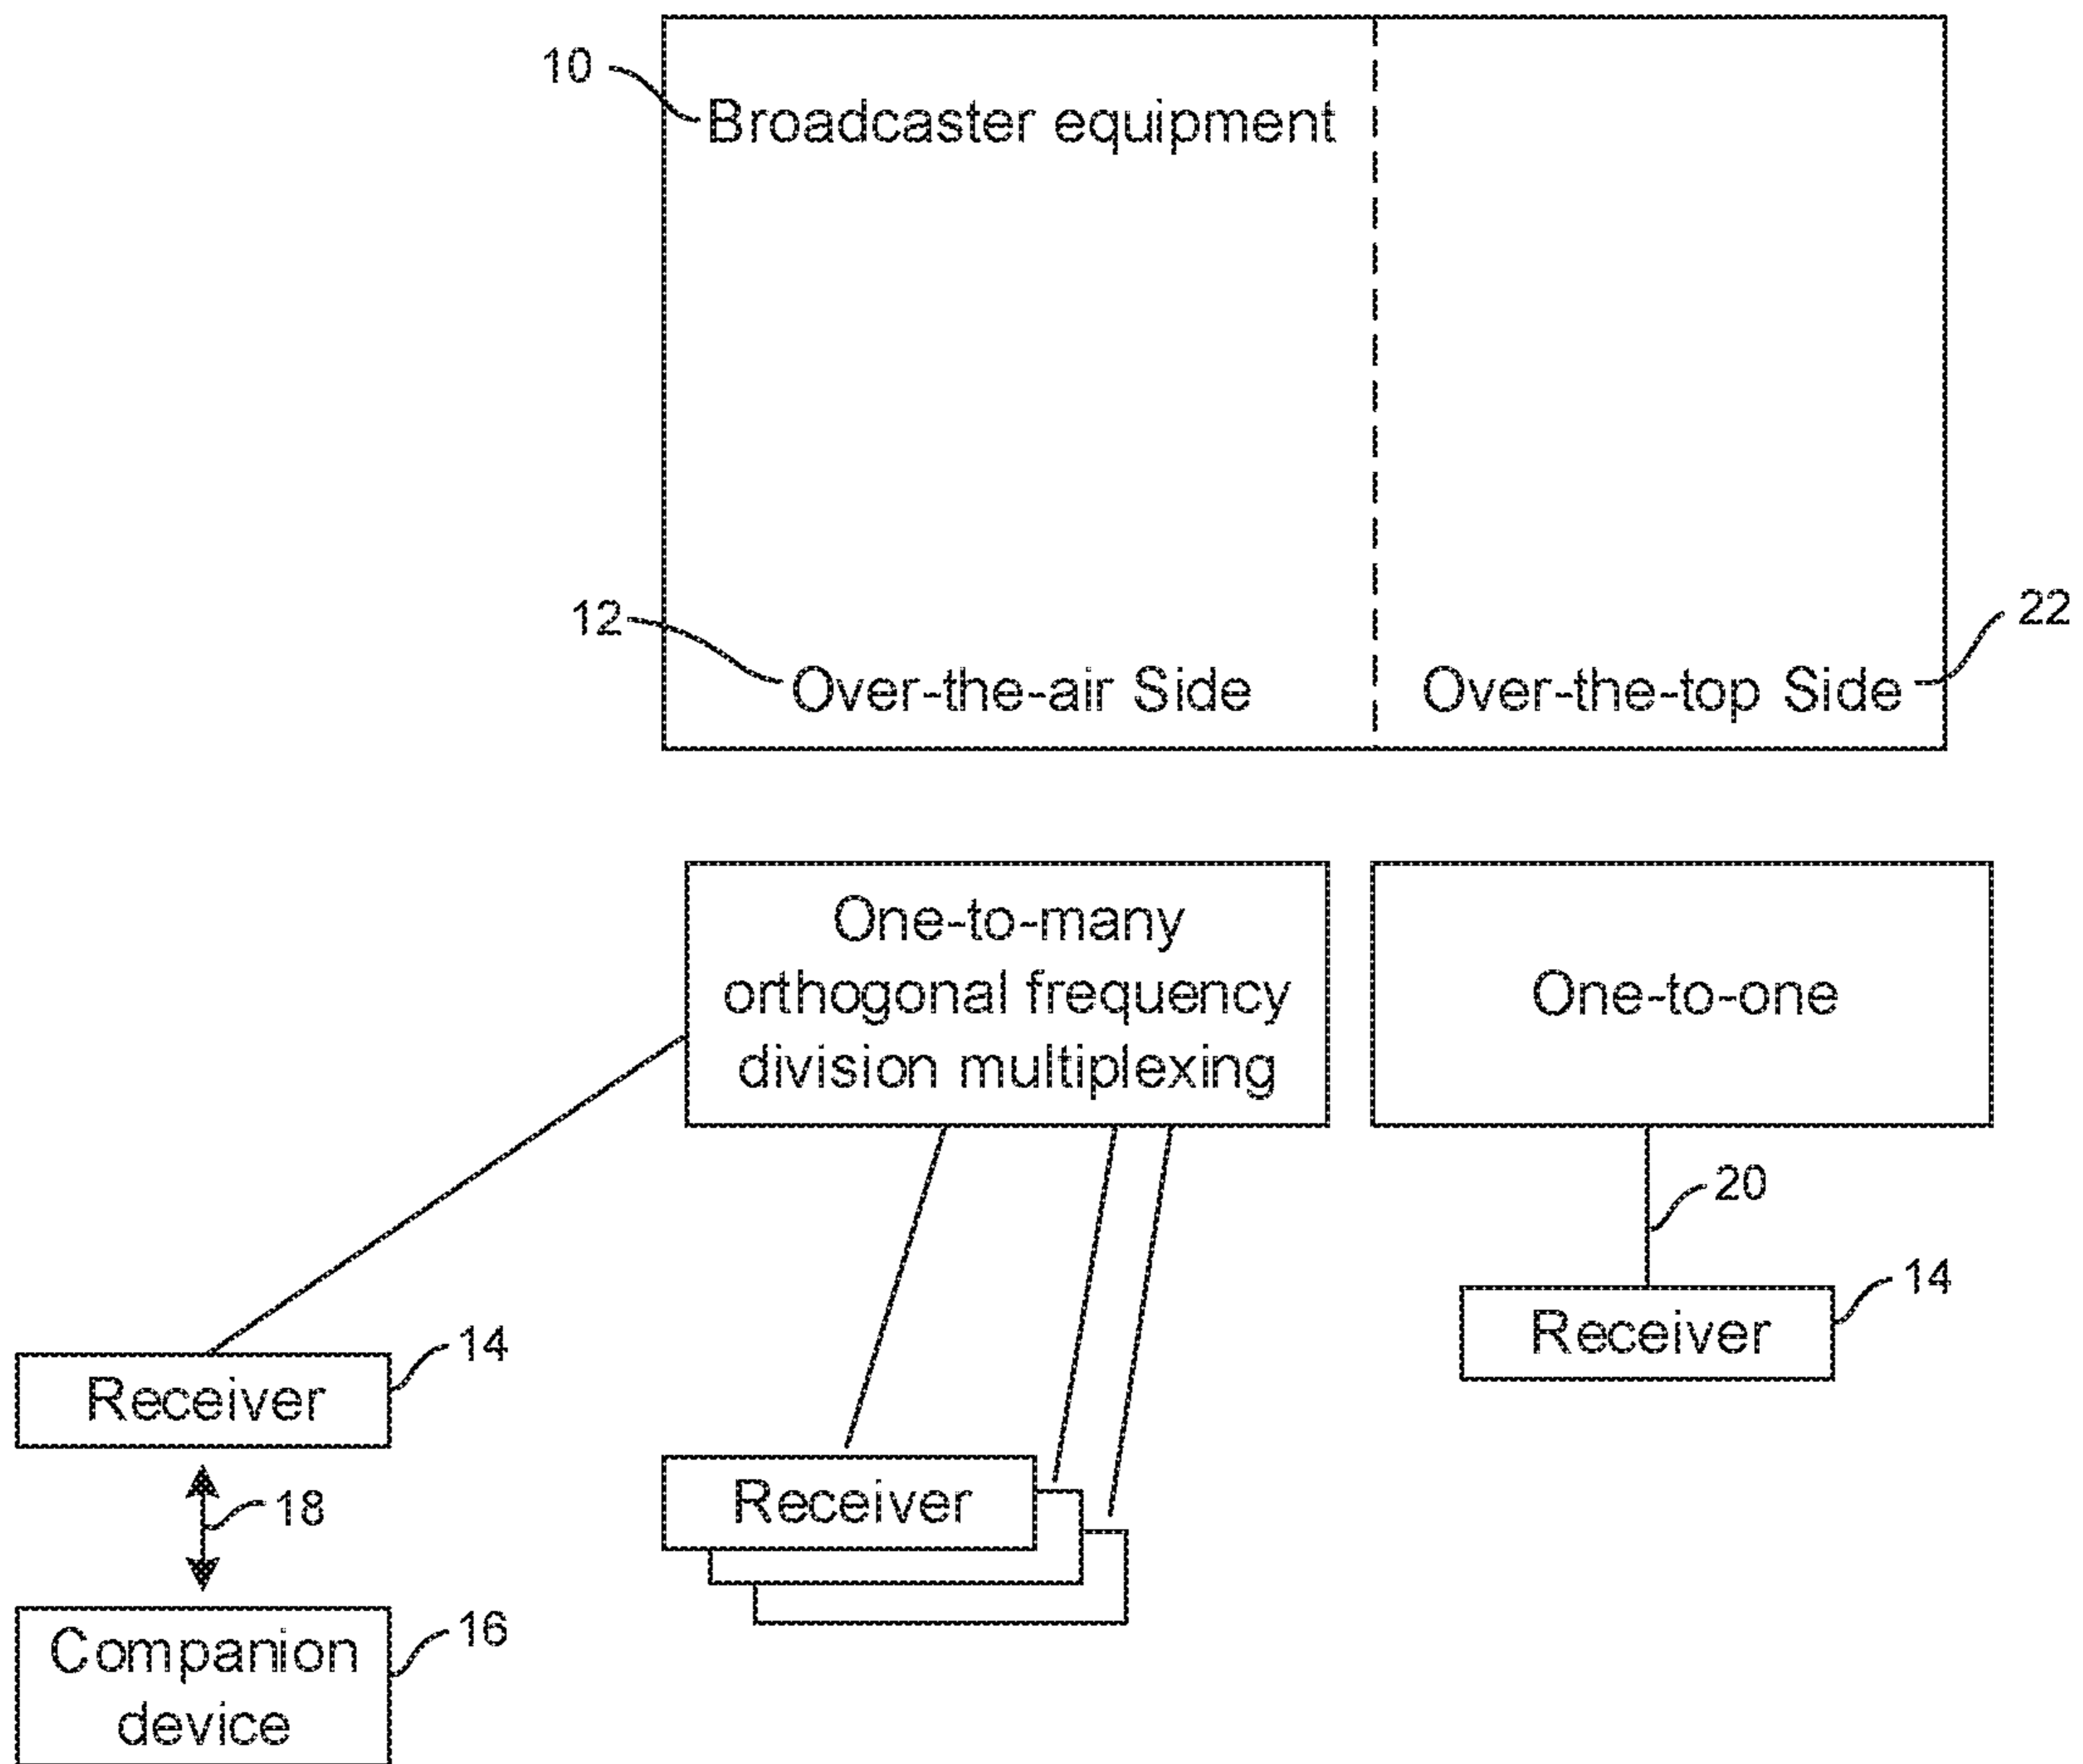 10
Broadcaster equipment
12
22
Over-the-air Side
Over-the-top Side
One-to-many
orthogonal frequency
division multiplexing
One-to-one
20
14
Receiver
14
Receiver
18
Receiver
16
Companion
device